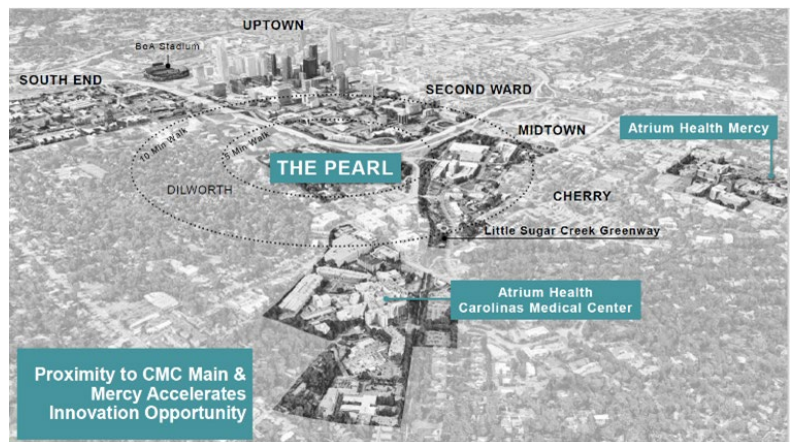 UPTOWN
BoA Stadium
SOUTH END
SECOND WARD
MIDTOWN
Atrium Health Mercy
10 Min Walk
5 Min Walk
THE PEARL
DILWORTH
CHERRY
Little Sugar Creek Greenway
Atrium Health
Carolinas Medical Center
Proximity to CMC Main &
Mercy Accelerates
Innovation Opportunity